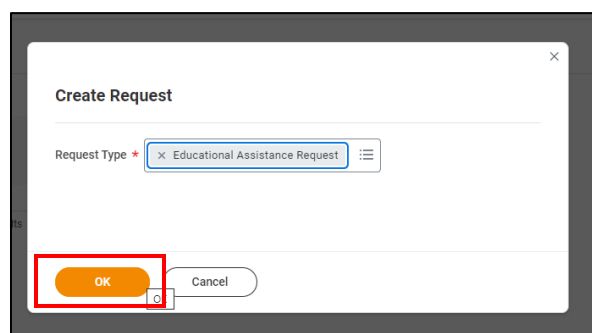 ×
Create Request
Request Type * × Educational Assistance Request
OK Cancel